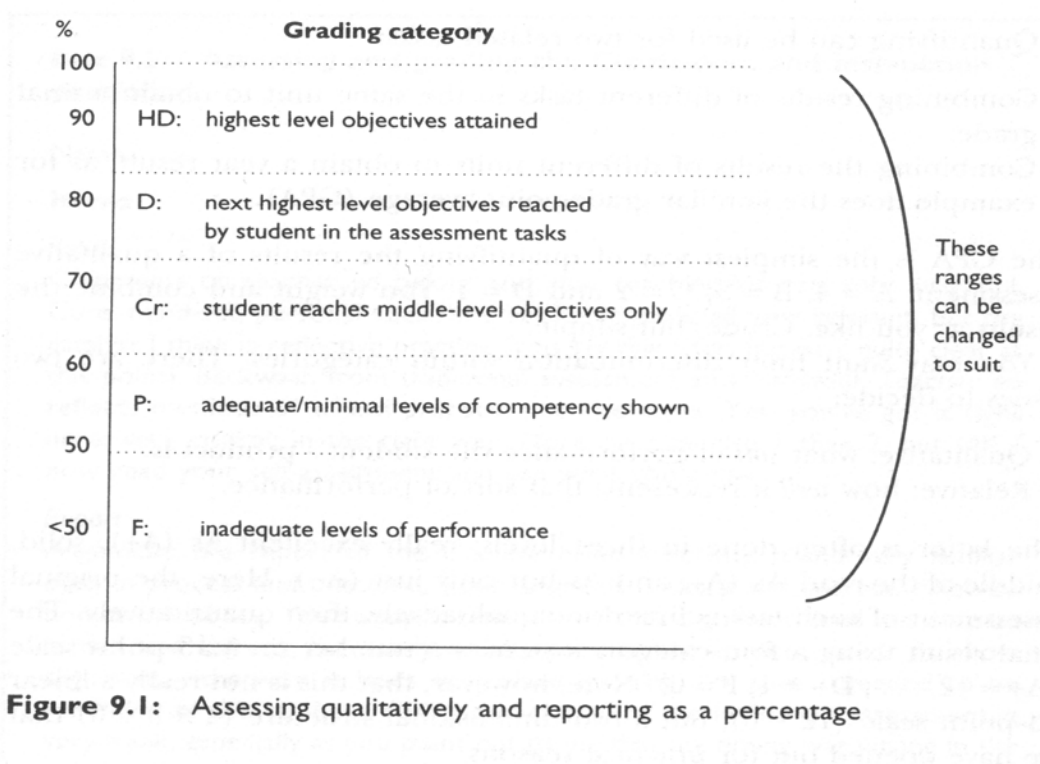 %
Grading category
100
90 HD: highest level objectives attained
80 D: next highest level objectives reached
by student in the assessment tasks
70
Cr: student reaches middle-level objectives only
60
P: adequate/minimal levels of competency shown
50
<50 F: inadequate levels of performance
These
ranges
can be
changed
to suit
Figure 9.1: Assessing qualitatively and reporting as a percentage